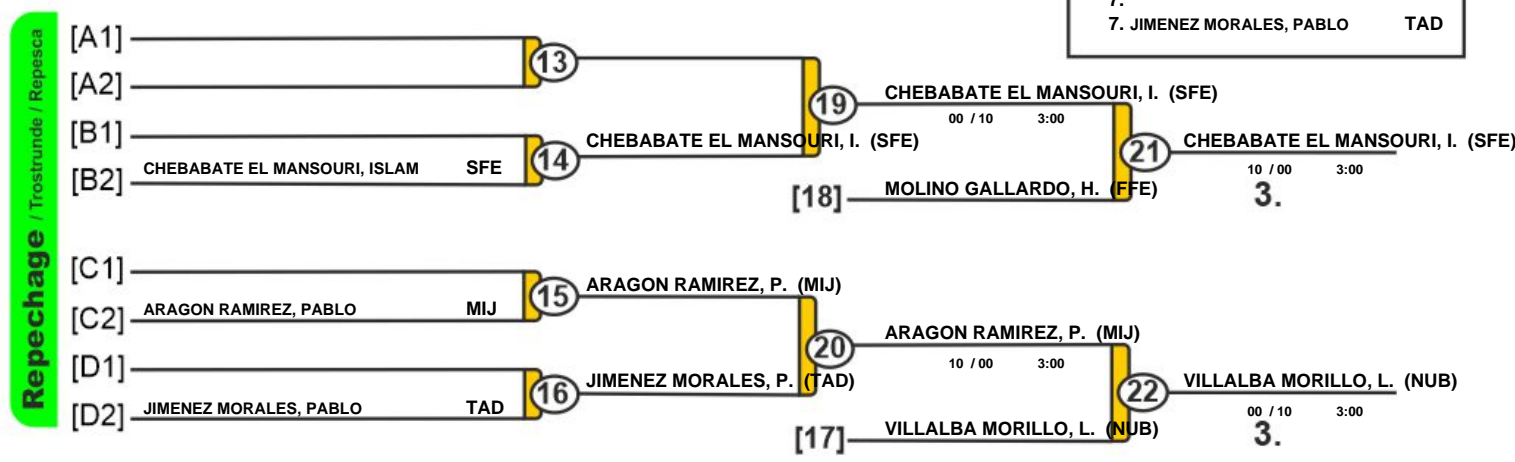 7.
7. JIMENEZ MORALES, PABLO TAD
Repechage / Trostrunde / Repesca
[A1]
13
[A2]
19
CHEBABATE EL MANSOURI, I. (SFE)
00 / 10 3:00
[B1]
CHEBABATE EL MANSOURI, I. (SFE)
14
21
CHEBABATE EL MANSOURI, I. (SFE)
10 / 00 3:00
3.
[B2] CHEBABATE EL MANSOURI, ISLAM SFE
[18] MOLINO GALLARDO, H. (FFE)
[C1]
15
ARAGON RAMIREZ, P. (MIJ)
[C2] ARAGON RAMIREZ, PABLO MIJ
20
ARAGON RAMIREZ, P. (MIJ)
10 / 00 3:00
[D1]
16
JIMENEZ MORALES, P. (TAD)
22
VILLALBA MORILLO, L. (NUB)
00 / 10 3:00
3.
[D2] JIMENEZ MORALES, PABLO TAD
[17] VILLALBA MORILLO, L. (NUB)